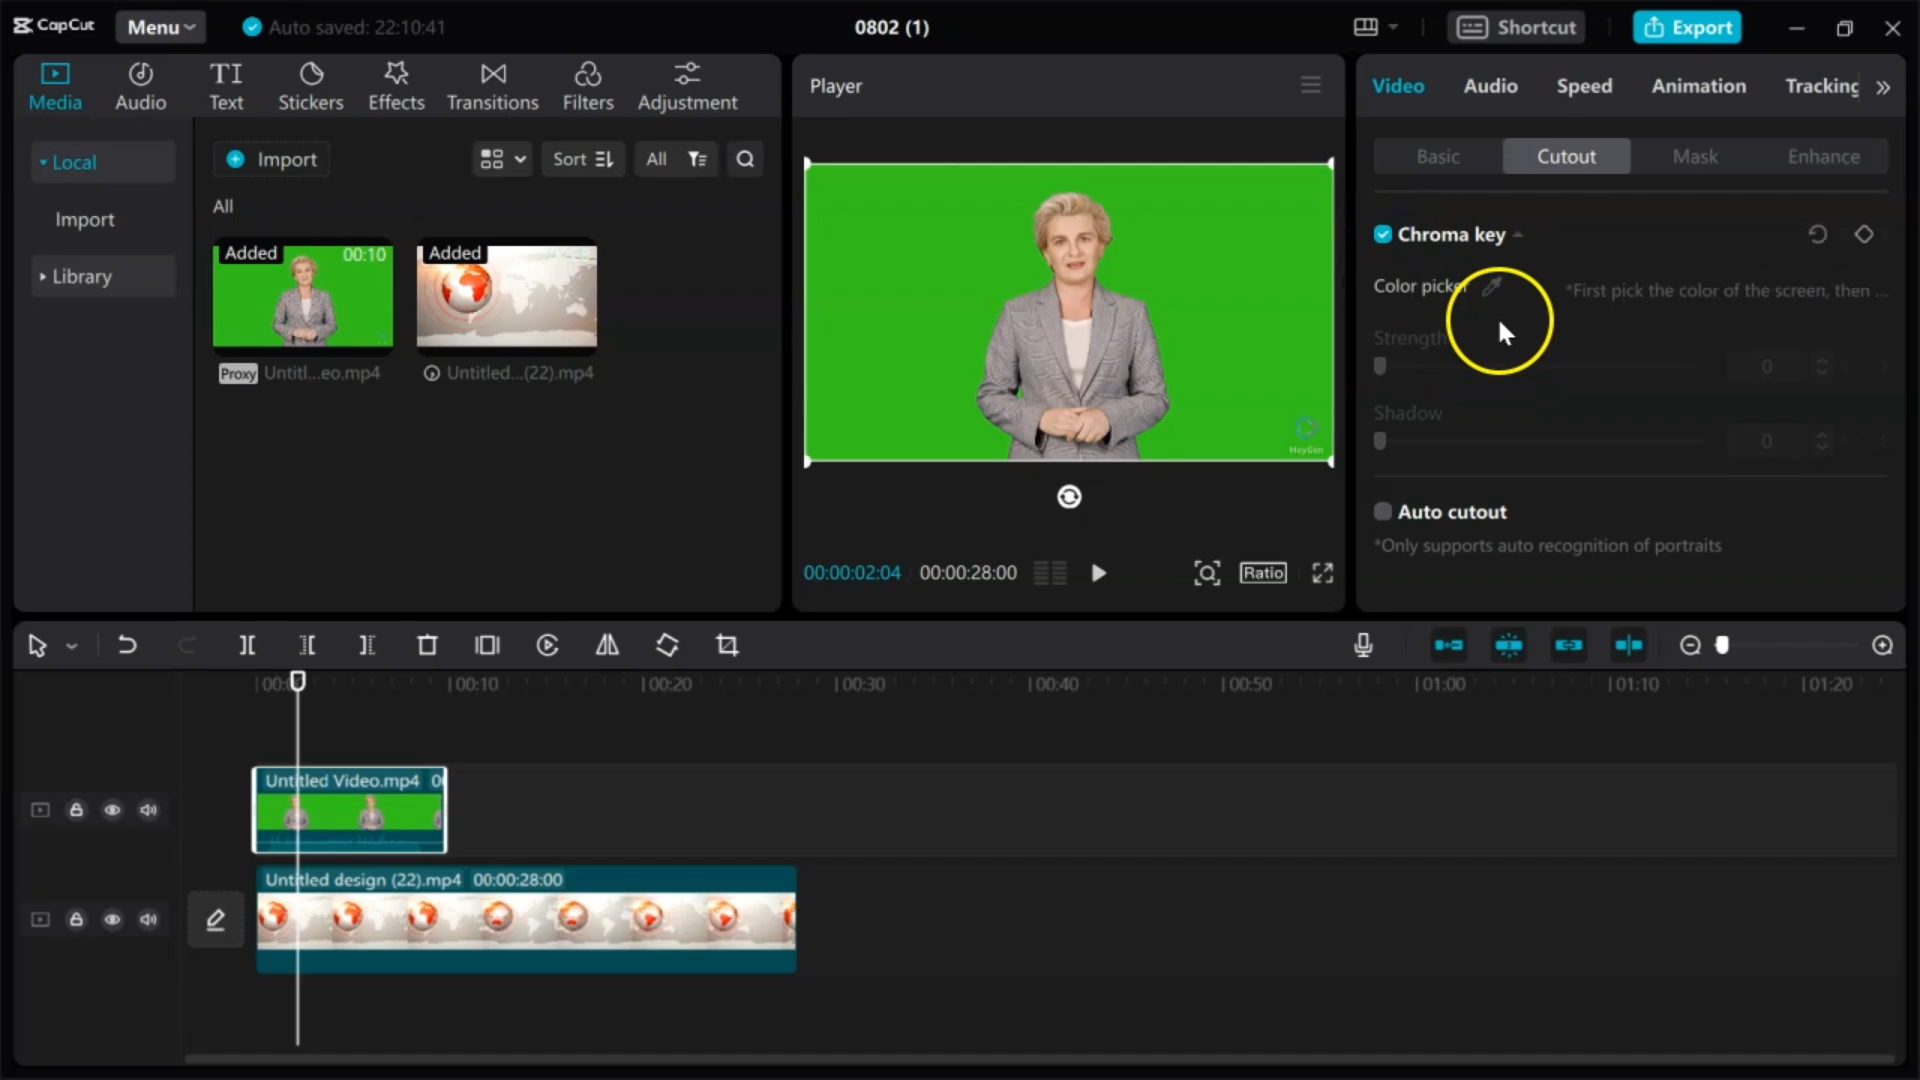 CapCut Menu Auto saved: 22:10:41 0802 (1) Shortcut Export
Media Audio Text Stickers Effects Transitions Filters Adjustment
Player
Video Audio Speed Animation Tracking
Local
Import
Library
Import Sort All
All
Added 00:10
Added
Proxy Untitl...eo.mp4
Untitled...(22).mp4
HeyGen
00:00:02:04 00:00:28:00 Ratio
Basic Cutout Mask Enhance
Chroma key
Color picker *First pick the color of the screen, then ...
Strength
0
Shadow
0
Auto cutout
*Only supports auto recognition of portraits
00:10 00:20 00:30 00:40 00:50 01:00 01:10 01:20
Untitled Video.mp4
Untitled design (22).mp4 00:00:28:00